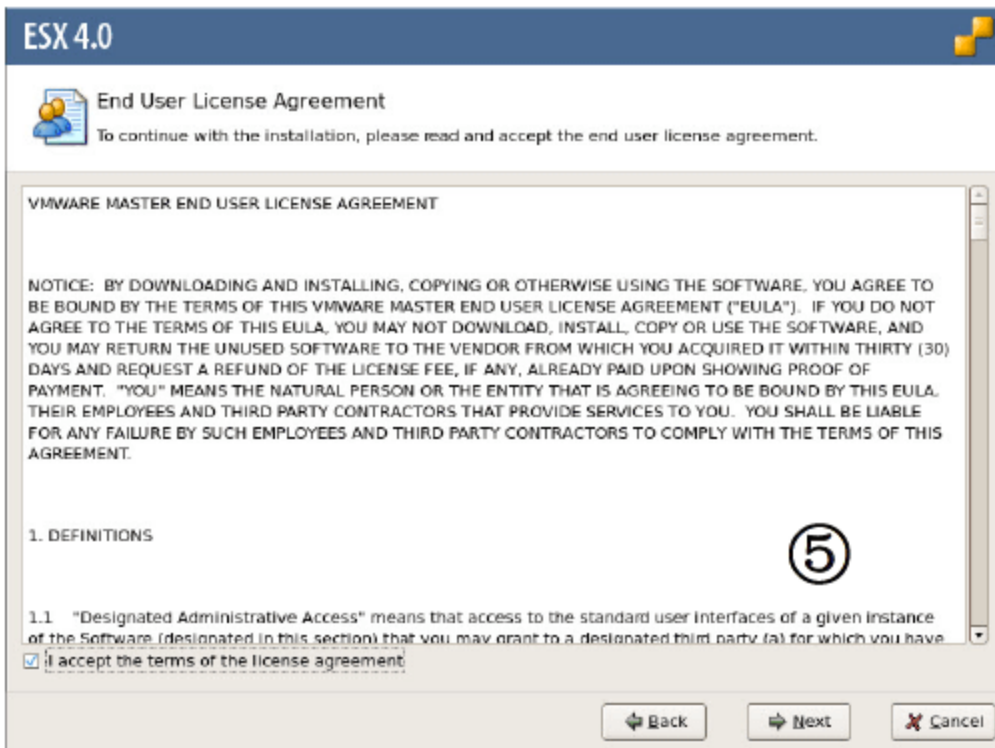 ESX 4.0
End User License Agreement
To continue with the installation, please read and accept the end user license agreement.
VMWARE MASTER END USER LICENSE AGREEMENT
NOTICE:  BY DOWNLOADING AND INSTALLING, COPYING OR OTHERWISE USING THE SOFTWARE, YOU AGREE TO
BE BOUND BY THE TERMS OF THIS VMWARE MASTER END USER LICENSE AGREEMENT ("EULA").  IF YOU DO NOT
AGREE TO THE TERMS OF THIS EULA, YOU MAY NOT DOWNLOAD, INSTALL, COPY OR USE THE SOFTWARE, AND
YOU MAY RETURN THE UNUSED SOFTWARE TO THE VENDOR FROM WHICH YOU ACQUIRED IT WITHIN THIRTY (30)
DAYS AND REQUEST A REFUND OF THE LICENSE FEE, IF ANY, ALREADY PAID UPON SHOWING PROOF OF
PAYMENT.  "YOU" MEANS THE NATURAL PERSON OR THE ENTITY THAT IS AGREEING TO BE BOUND BY THIS EULA,
THEIR EMPLOYEES AND THIRD PARTY CONTRACTORS THAT PROVIDE SERVICES TO YOU.  YOU SHALL BE LIABLE
FOR ANY FAILURE BY SUCH EMPLOYEES AND THIRD PARTY CONTRACTORS TO COMPLY WITH THE TERMS OF THIS
AGREEMENT.
1. DEFINITIONS
⑤
1.1    "Designated Administrative Access" means that access to the standard user interfaces of a given instance
of the Software (designated in this section) that you may grant to a designated third party (a) for which you have
I accept the terms of the license agreement
Back
Next
Cancel